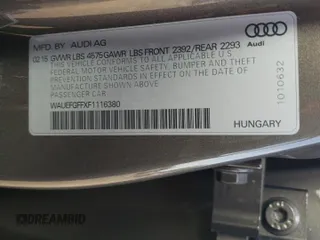 MFD. BY AUDI AG
Audi
02 15 GVWR LBS 4575 GAWR LBS FRONT 2392/REAR 2293
THIS VEHICLE CONFORMS TO ALL APPLICABLE U.S.
FEDERAL MOTOR VEHICLE SAFETY, BUMPER AND THEFT
PREVENTION STANDARDS IN EFFECT ON THE DATE OF
MANUFACTURE SHOWN ABOVE
PASSENGER CAR
1010632
WAUEFGFFXF1116380
HUNGARY
DREAMBID